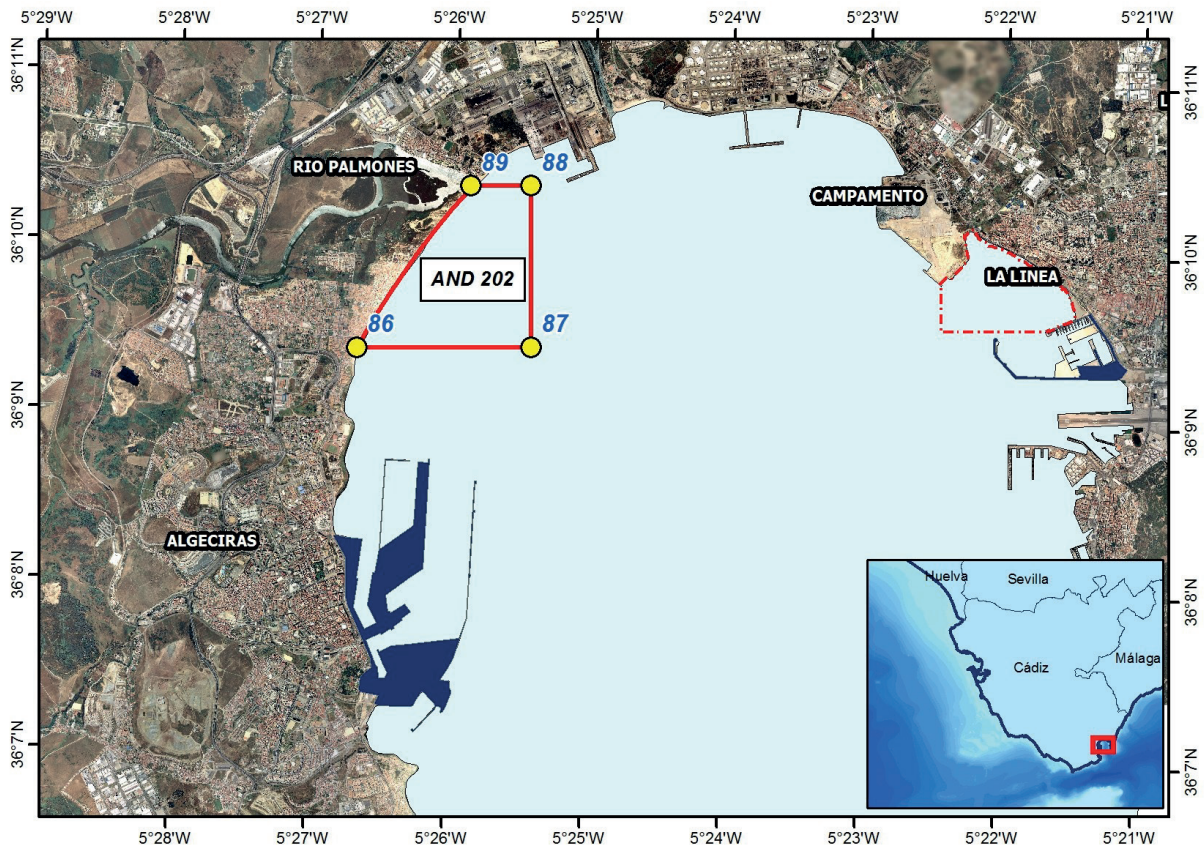 5°29'W 5°28'W 5°27'W 5°26'W 5°25'W 5°24'W 5°23'W 5°22'W 5°21'W
36°11'N
36°11'N
RIO PALMONES
89
88
CAMPAMENTO
36°10'N
36°10'N
AND 202
LA LINEA
86
87
36°9'N
36°9'N
ALGECIRAS
36°8'N
36°8'N
Huelva
Sevilla
Cádiz
Málaga
36°7'N
36°7'N
5°28'W 5°27'W 5°26'W 5°25'W 5°24'W 5°23'W 5°22'W 5°21'W